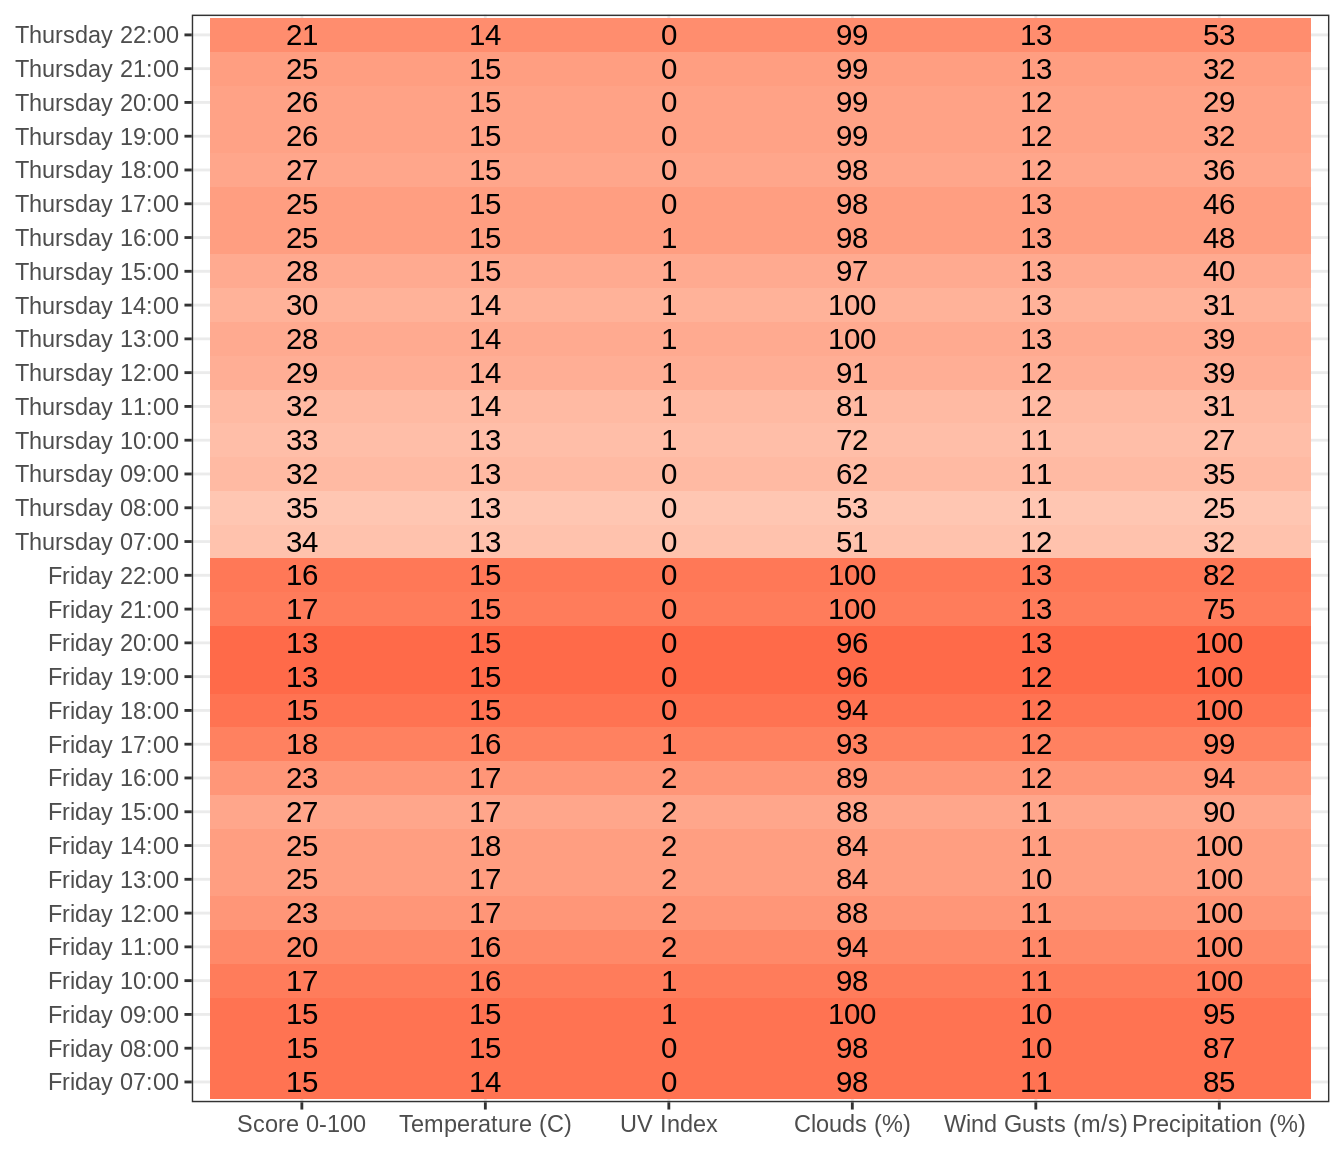 Thursday 22:00 21 14 0 99 13 53
Thursday 21:00 25 15 0 99 13 32
Thursday 20:00 26 15 0 99 12 29
Thursday 19:00 26 15 0 99 12 32
Thursday 18:00 27 15 0 98 12 36
Thursday 17:00 25 15 0 98 13 46
Thursday 16:00 25 15 1 98 13 48
Thursday 15:00 28 15 1 97 13 40
Thursday 14:00 30 14 1 100 13 31
Thursday 13:00 28 14 1 100 13 39
Thursday 12:00 29 14 1 91 12 39
Thursday 11:00 32 14 1 81 12 31
Thursday 10:00 33 13 1 72 11 27
Thursday 09:00 32 13 0 62 11 35
Thursday 08:00 35 13 0 53 11 25
Thursday 07:00 34 13 0 51 12 32
Friday 22:00 16 15 0 100 13 82
Friday 21:00 17 15 0 100 13 75
Friday 20:00 13 15 0 96 13 100
Friday 19:00 13 15 0 96 12 100
Friday 18:00 15 15 0 94 12 100
Friday 17:00 18 16 1 93 12 99
Friday 16:00 23 17 2 89 12 94
Friday 15:00 27 17 2 88 11 90
Friday 14:00 25 18 2 84 11 100
Friday 13:00 25 17 2 84 10 100
Friday 12:00 23 17 2 88 11 100
Friday 11:00 20 16 2 94 11 100
Friday 10:00 17 16 1 98 11 100
Friday 09:00 15 15 1 100 10 95
Friday 08:00 15 15 0 98 10 87
Friday 07:00 15 14 0 98 11 85
Score 0-100 Temperature (C) UV Index Clouds (%) Wind Gusts (m/s) Precipitation (%)